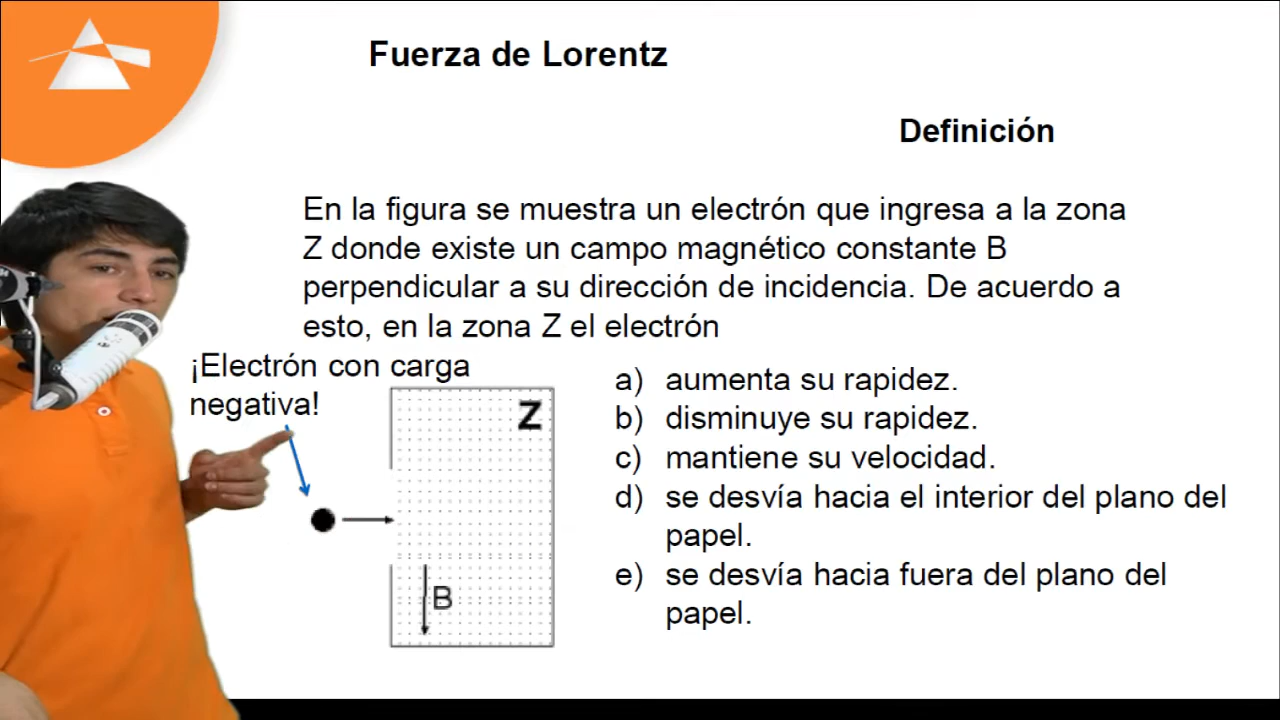 Fuerza de Lorentz
Definición
En la figura se muestra un electrón que ingresa a la zona
Z donde existe un campo magnético constante B
perpendicular a su dirección de incidencia. De acuerdo a
esto, en la zona Z el electrón
¡Electrón con carga
negativa!
Z
B
a) aumenta su rapidez.
b) disminuye su rapidez.
c) mantiene su velocidad.
d) se desvía hacia el interior del plano del
papel.
e) se desvía hacia fuera del plano del
papel.